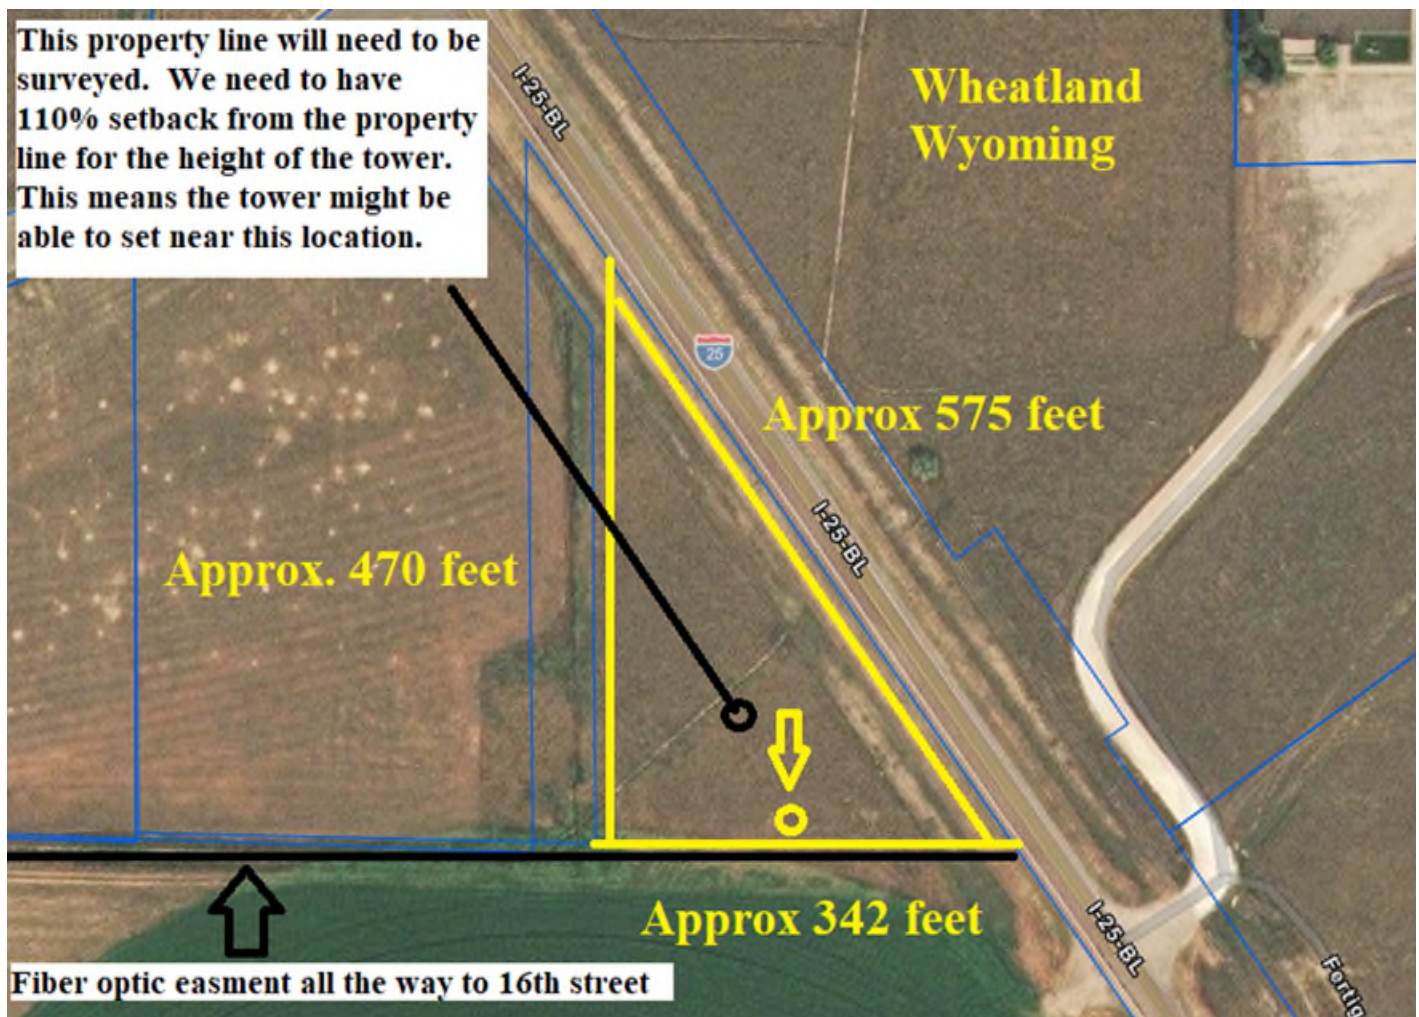 This property line will need to be
surveyed.  We need to have
110% setback from the property
line for the height of the tower.
This means the tower might be
able to set near this location.
I-25-BL
Wheatland
Wyoming
25
Approx 575 feet
I-25-BL
Approx. 470 feet
Approx 342 feet
I-25-BL
Fiber optic easment all the way to 16th street
Fertig